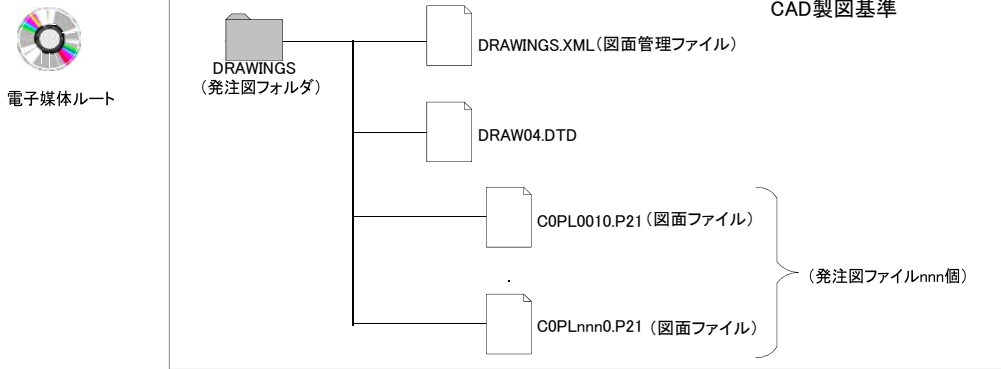 CAD製図基準
DRAWINGS.XML(図面管理ファイル)
DRAWINGS
(発注図フォルダ)
電子媒体ルート
DRAW04.DTD
C0PL0010.P21(図面ファイル)
(発注図ファイルnnn個)
C0PLnnn0.P21 (図面ファイル)